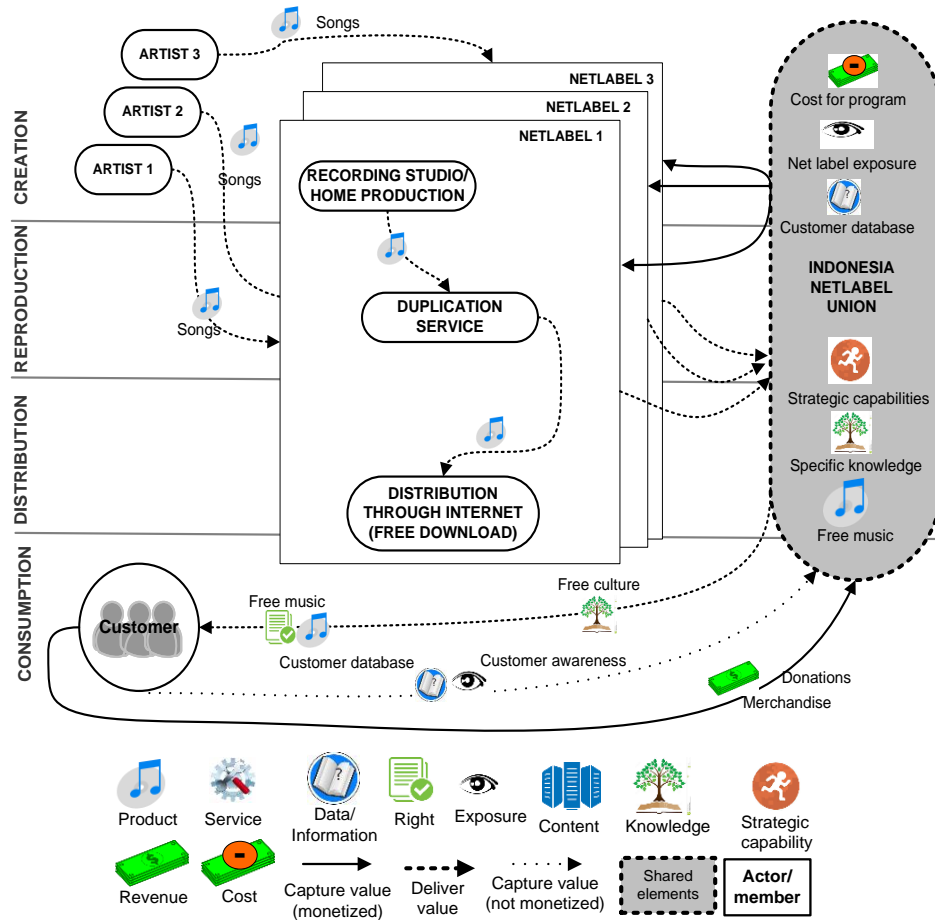 Songs
ARTIST 3
ARTIST 2
ARTIST 1
Songs
Songs
CREATION
REPRODUCTION
DISTRIBUTION
CONSUMPTION
NETLABEL 3
NETLABEL 2
NETLABEL 1
RECORDING STUDIO/
HOME PRODUCTION
DUPLICATION
SERVICE
DISTRIBUTION
THROUGH INTERNET
(FREE DOWNLOAD)
Cost for program
Net label exposure
?
Customer database
INDONESIA
NETLABEL
UNION
Strategic capabilities
Specific knowledge
Free music
Customer
Free music
Free culture
Customer database
?
Customer awareness
$
Donations
Merchandise
Product
Service
?
Data/
Information
Right
Exposure
Content
Knowledge
Strategic
capability
$
Revenue
Cost
Capture value
(monetized)
Deliver
value
Capture value
(not monetized)
Shared
elements
Actor/
member